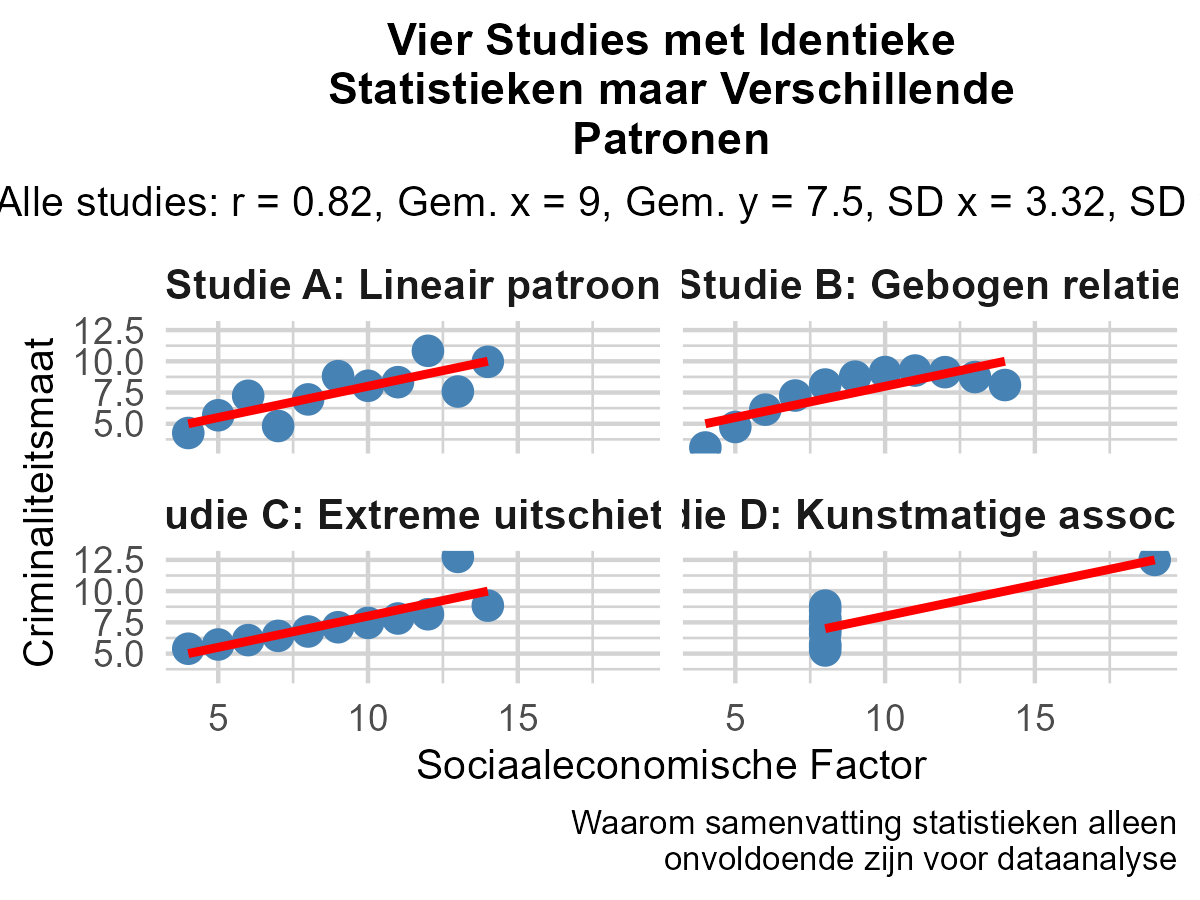 Vier Studies met Identieke
Statistieken maar Verschillende
Patronen
Alle studies: r = 0.82, Gem. x = 9, Gem. y = 7.5, SD x = 3.32, SD
Studie A: Lineair patroon
Studie B: Gebogen relatie
12.5
10.0
7.5
5.0
udie C: Extreme uitschiet
die D: Kunstmatige assoc
12.5
10.0
7.5
5.0
Criminaliteitsmaat
5 10 15
5 10 15
Sociaaleconomische Factor
Waarom samenvatting statistieken alleen
onvoldoende zijn voor dataanalyse